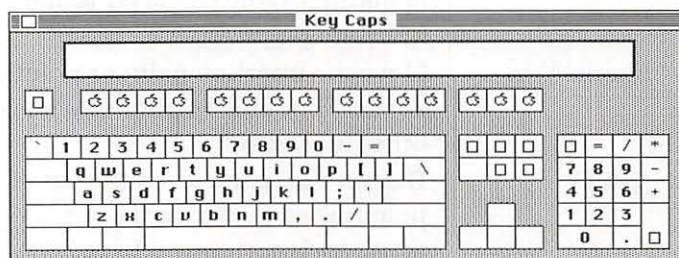 Key Caps
` 1 2 3 4 5 6 7 8 9 0 - = = / *
q w e r t y u i o p [ ] \ 7 8 9 -
a s d f g h j k l ; ' 4 5 6 +
z x c v b n m , . / 1 2 3
0 .